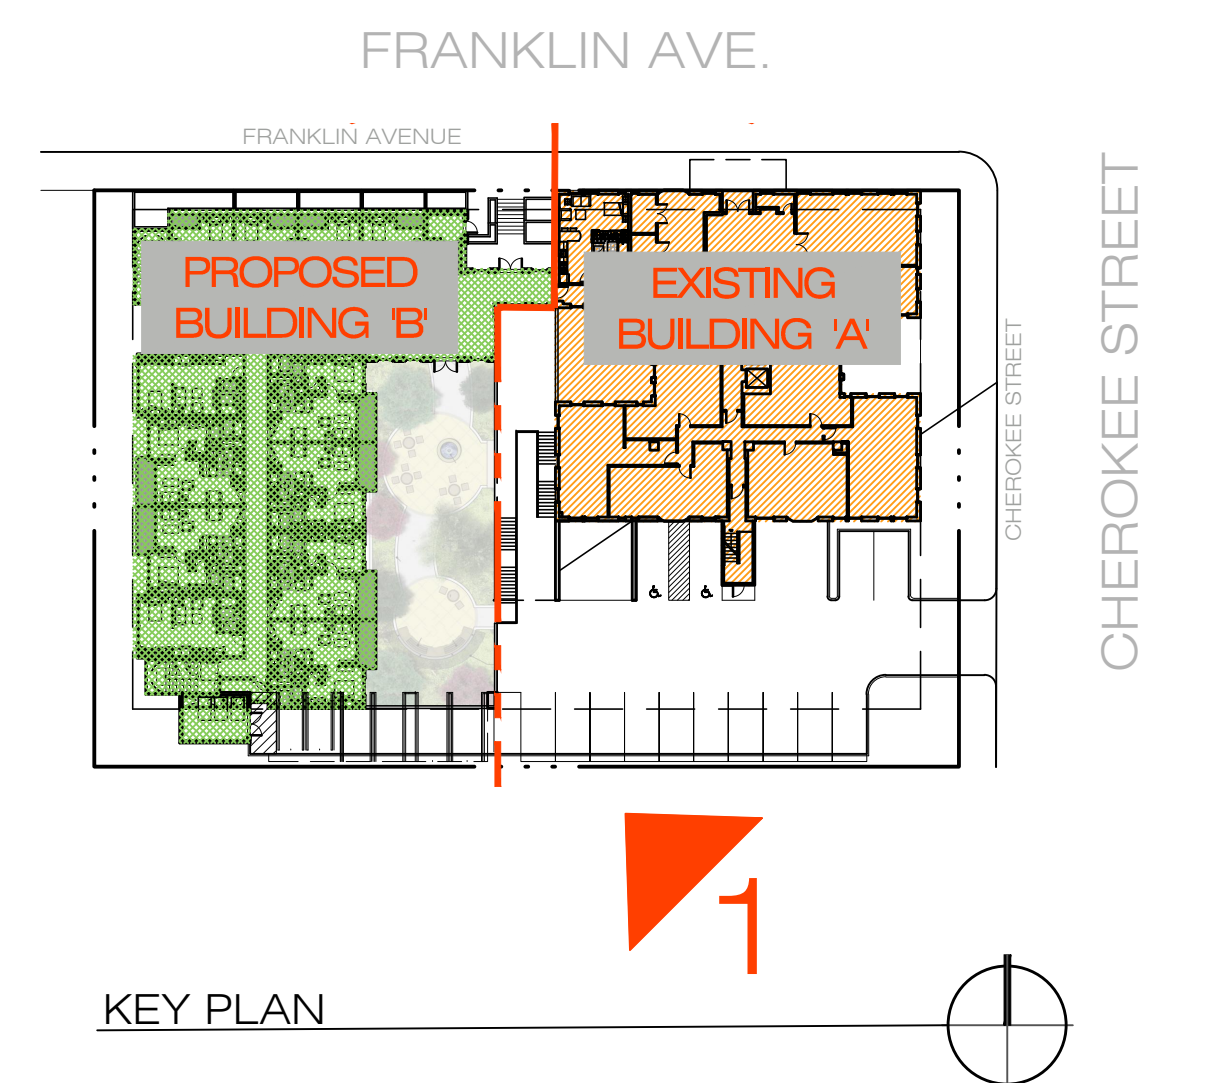 FRANKLIN AVE.
FRANKLIN AVENUE
CHEROKEE STREET
CHEROKEE STREET
PROPOSED
BUILDING 'B'
EXISTING
BUILDING 'A'
1
KEY PLAN